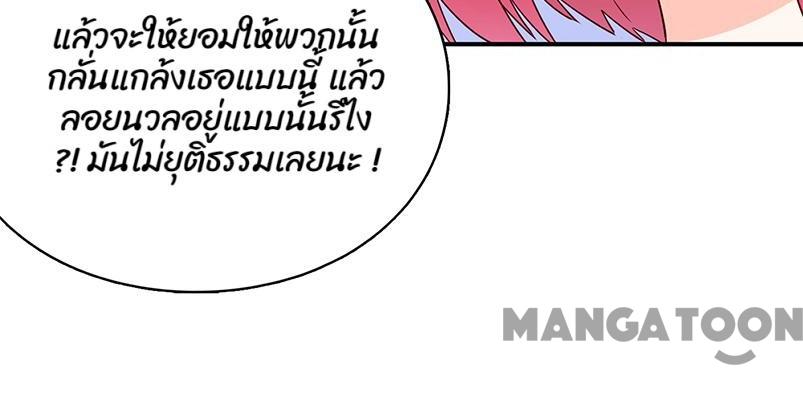 แล้วจะให้ยอมให้พวกนั้น
กลั่นแกล้งเธอแบบนี้ แล้ว
ลอยนวลอยู่แบบนั้นรึไง
?! มันไม่ยุติธรรมเลยนะ !
MANGATOON